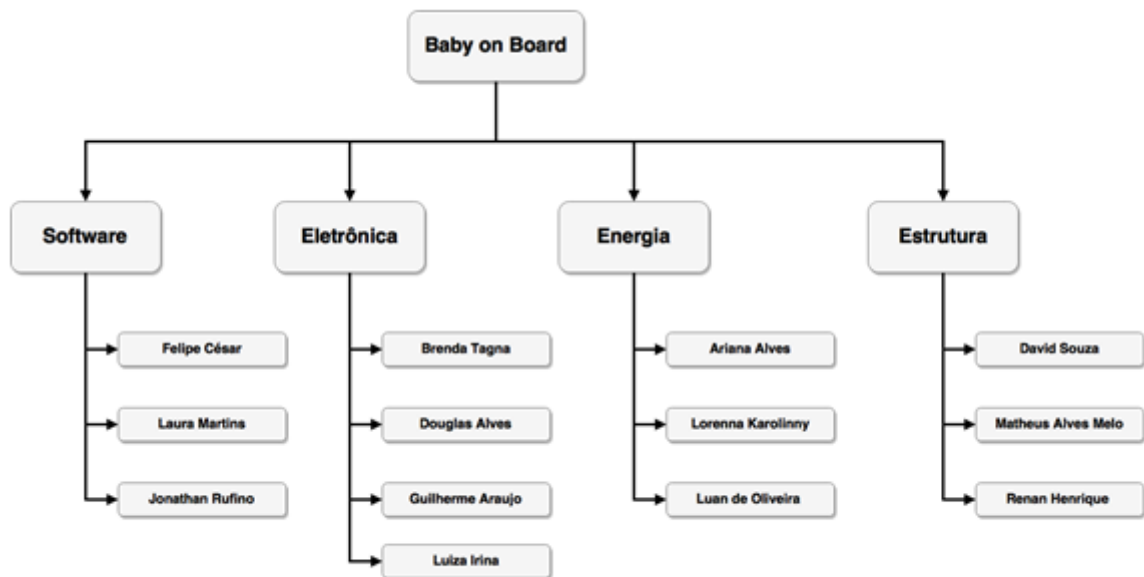 Baby on Board
Software
Eletrônica
Energia
Estrutura
Felipe César
Brenda Tagna
Ariana Alves
David Souza
Laura Martins
Douglas Alves
Lorenna Karolinny
Matheus Alves Melo
Jonathan Rufino
Guilherme Araujo
Luan de Oliveira
Renan Henrique
Luiza Irina